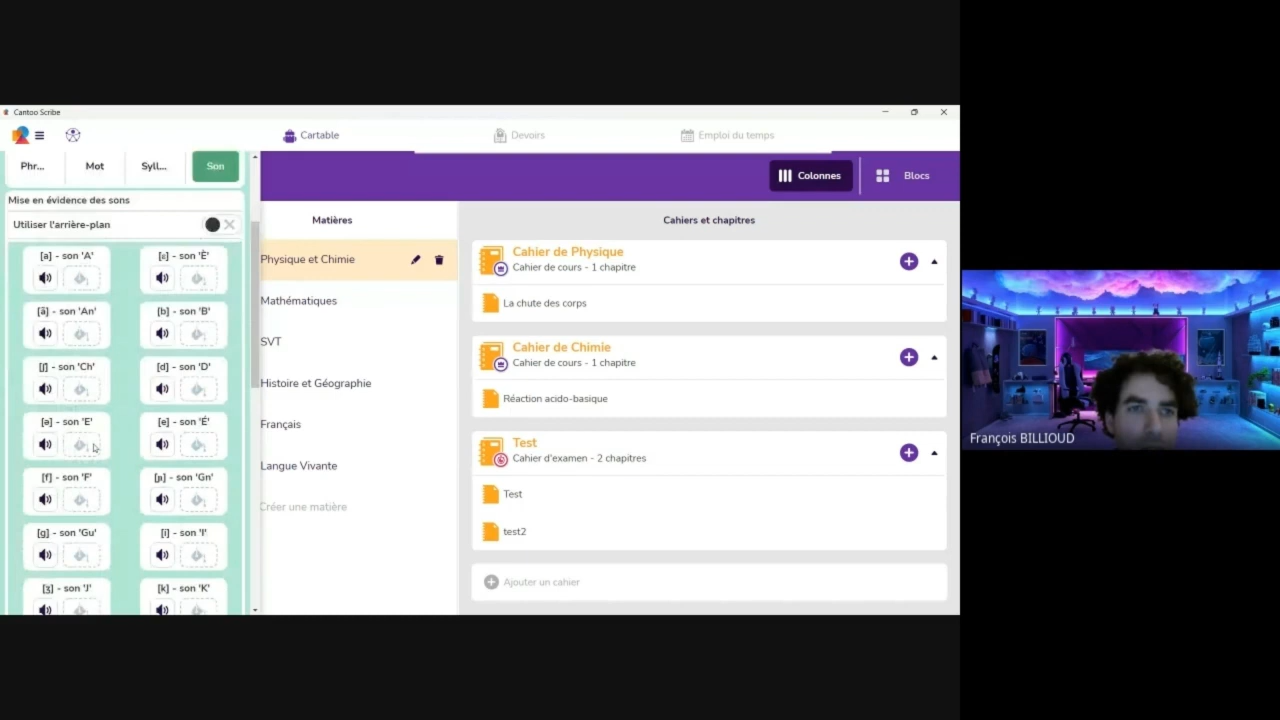 Cantoo Scribe
Cartable
Devoirs
Emploi du temps
Phr...
Mot
Syll...
Son
Colonnes
Blocs
Mise en évidence des sons
Utiliser l'arrière-plan
[a] - son 'A'
[ɛ] - son 'È'
[ã] - son 'An'
[b] - son 'B'
[ʃ] - son 'Ch'
[d] - son 'D'
[ə] - son 'E'
[e] - son 'É'
[f] - son 'F'
[ɲ] - son 'Gn'
[g] - son 'Gu'
[i] - son 'I'
[ʒ] - son 'J'
[k] - son 'K'
Matières
Physique et Chimie
Mathématiques
SVT
Histoire et Géographie
Français
Langue Vivante
Créer une matière
Cahiers et chapitres
Cahier de Physique
Cahier de cours - 1 chapitre
La chute des corps
Cahier de Chimie
Cahier de cours - 1 chapitre
Réaction acido-basique
Test
Cahier d'examen - 2 chapitres
Test
test2
Ajouter un cahier
François BILLIOUD